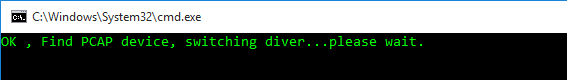 C:\Windows\System32\cmd.exe
OK , Find PCAP device, switching diver...please wait.